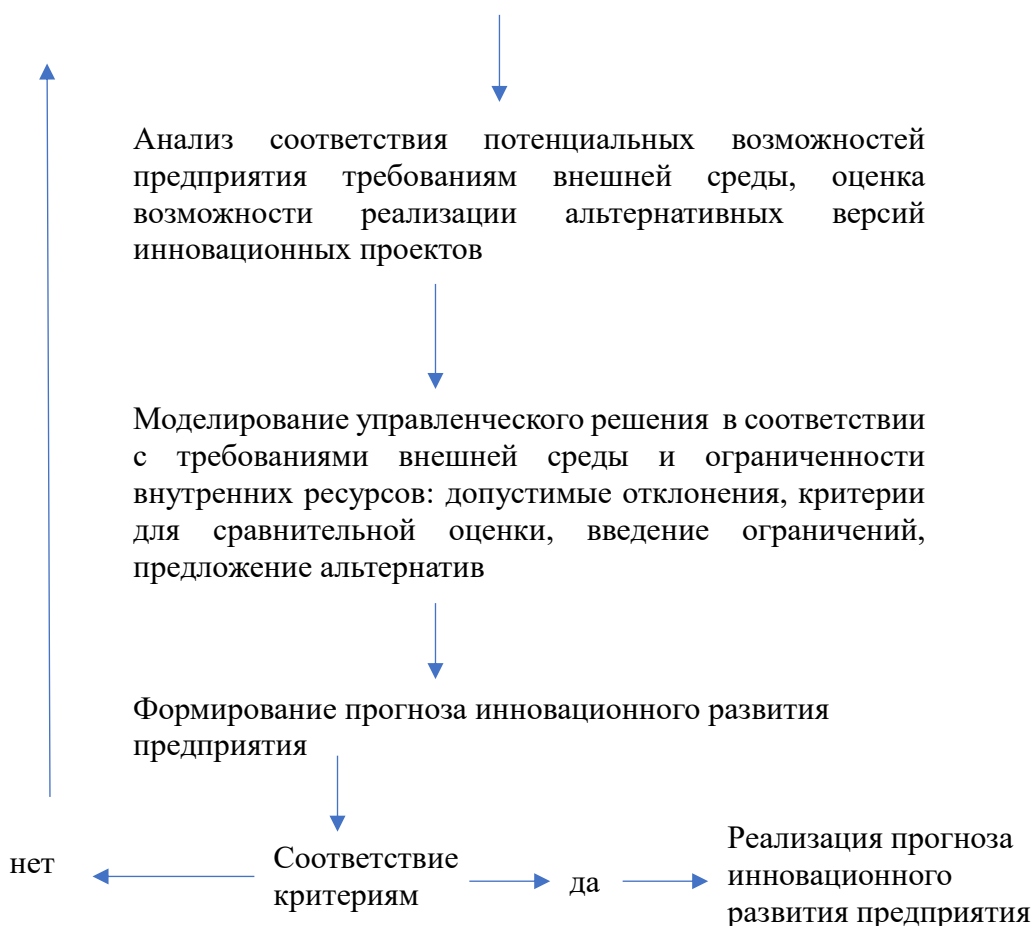 Анализ соответствия потенциальных возможностей
предприятия требованиям внешней среды, оценка
возможности реализации альтернативных версий
инновационных проектов
Моделирование управленческого решения в соответствии
с требованиями внешней среды и ограниченности
внутренних ресурсов: допустимые отклонения, критерии
для сравнительной оценки, введение ограничений,
предложение альтернатив
Формирование прогноза инновационного развития
предприятия
нет
Соответствие
критериям
да
Реализация прогноза
инновационного
развития предприятия